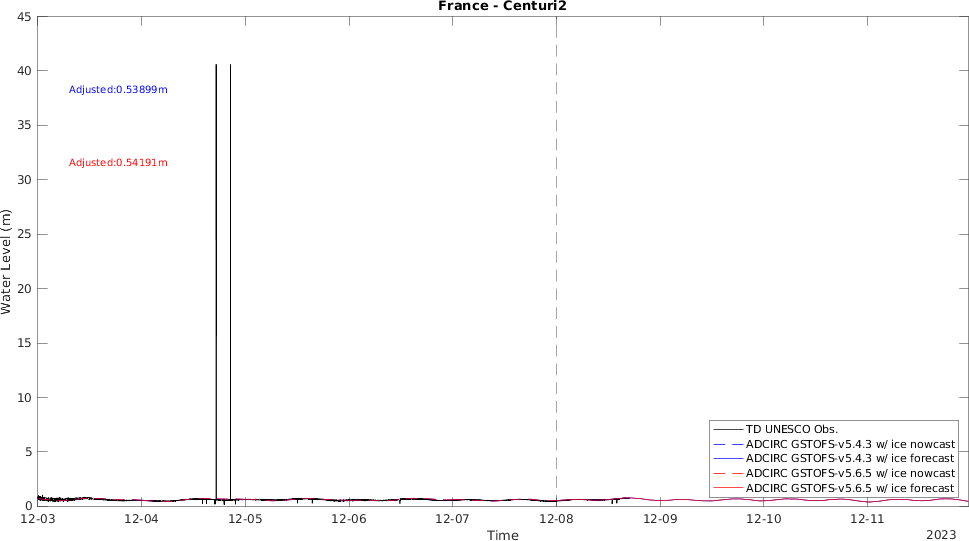 France - Centuri2
45
40
35
30
25
20
15
10
5
0
Water Level (m)
Adjusted:0.53899m
Adjusted:0.54191m
TD UNESCO Obs.
ADCIRC GSTOFS-v5.4.3 w/ ice nowcast
ADCIRC GSTOFS-v5.4.3 w/ ice forecast
ADCIRC GSTOFS-v5.6.5 w/ ice nowcast
ADCIRC GSTOFS-v5.6.5 w/ ice forecast
12-03 12-04 12-05 12-06 12-07 12-08 12-09 12-10 12-11
Time
2023